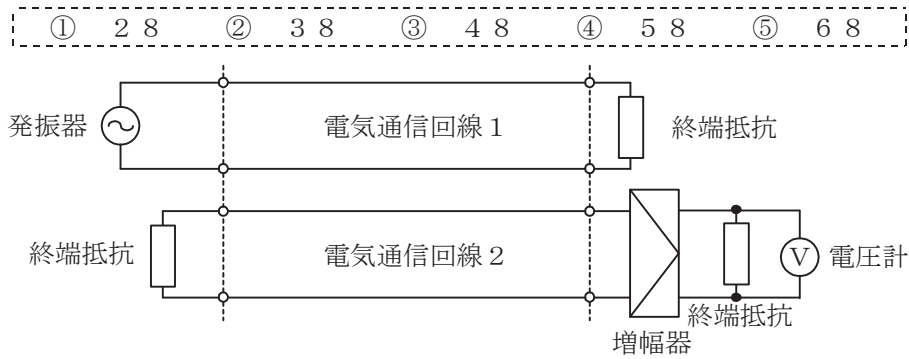 ① 28 ② 38 ③ 48 ④ 58 ⑤ 68
発振器
電気通信回線1
終端抵抗
終端抵抗
電気通信回線2
V
電圧計
終端抵抗
増幅器